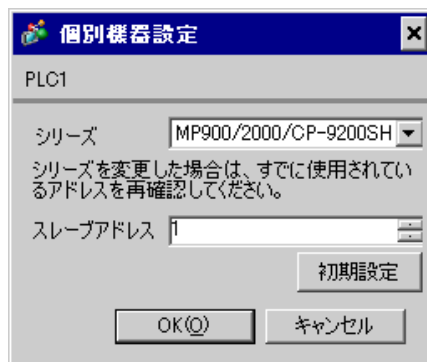 個別機器設定
PLC1
シリーズ MP900/2000/CP-9200SH
シリーズを変更した場合は、すでに使用されてい
るアドレスを再確認してください。
スレーブアドレス 1
初期設定
OK(O) キャンセル